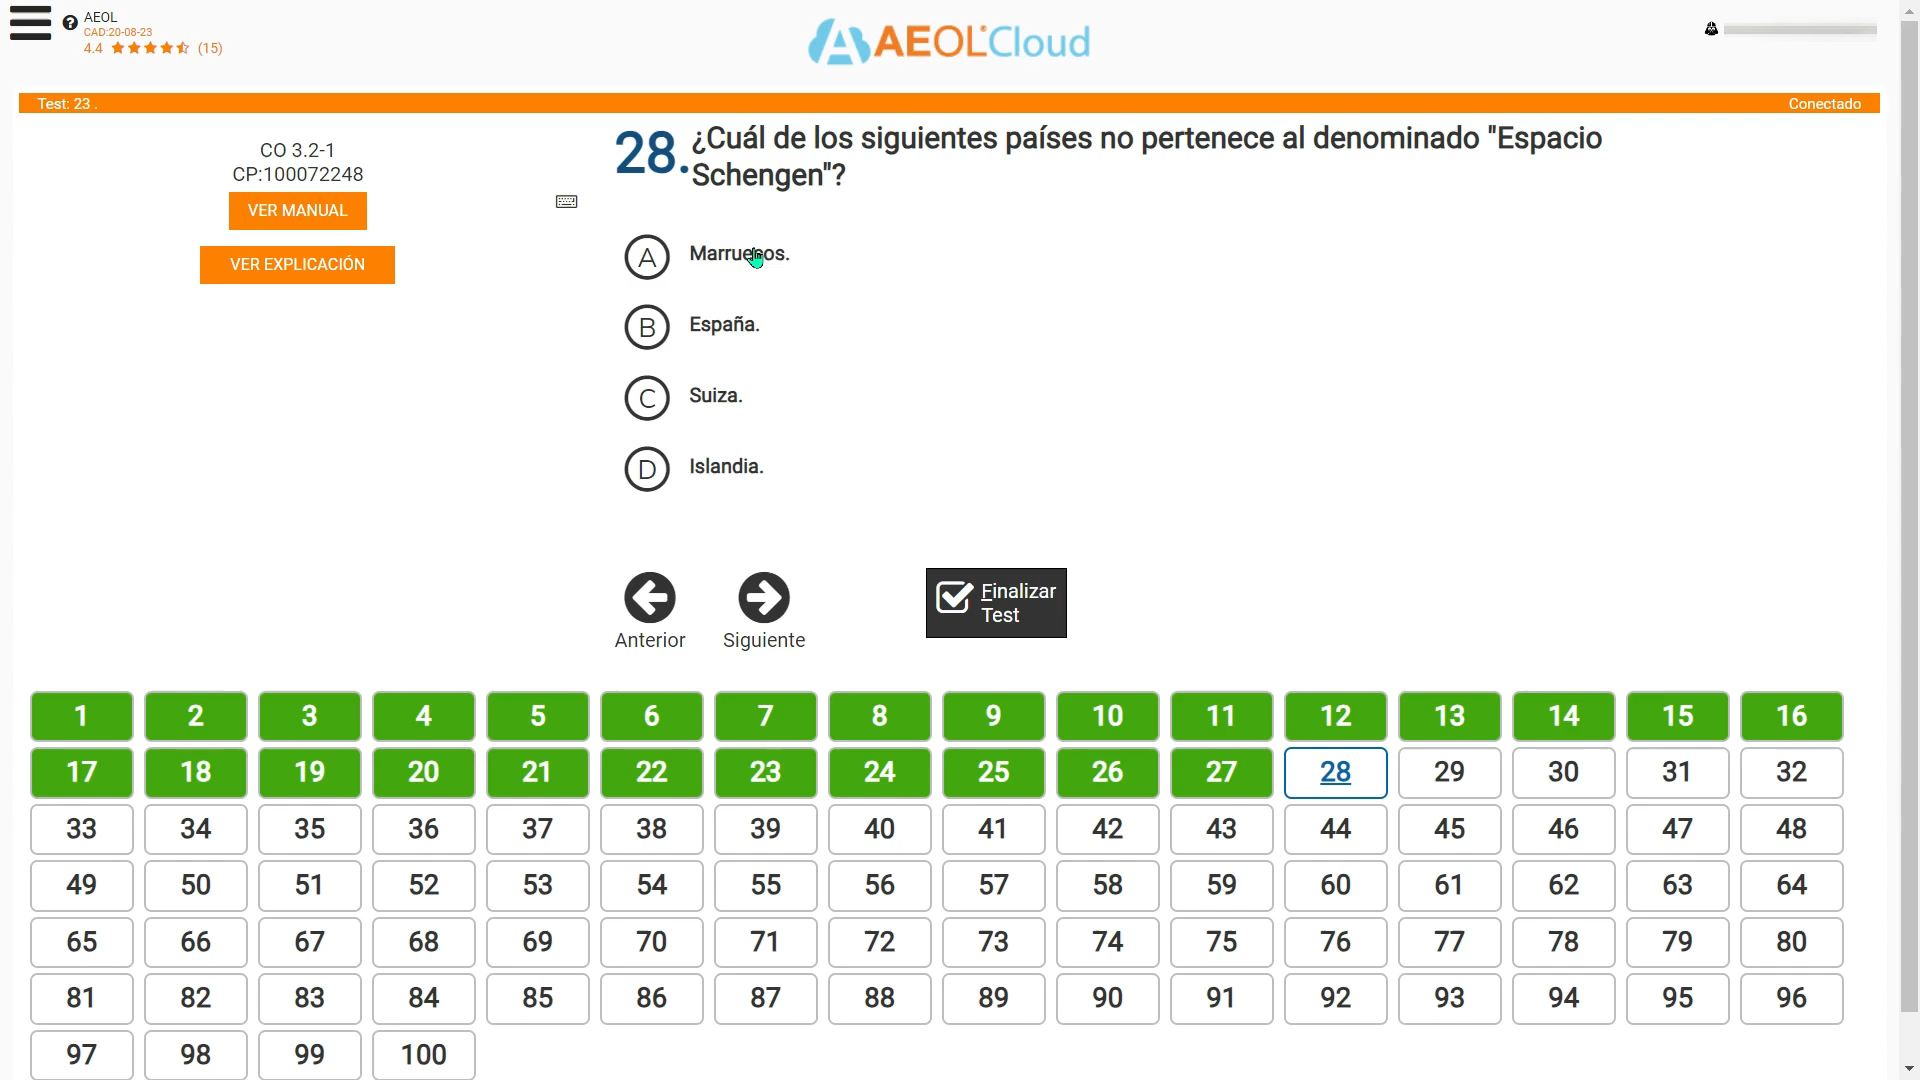 AEOL
CAD:20-08-23
4.4 (15)
AEOL Cloud
Test: 23 .
Conectado
CO 3.2-1
CP:100072248
VER MANUAL
VER EXPLICACIÓN
28. ¿Cuál de los siguientes países no pertenece al denominado "Espacio
Schengen"?
A Marruecos.
B España.
C Suiza.
D Islandia.
Anterior
Siguiente
Finalizar
Test
1 2 3 4 5 6 7 8 9 10 11 12 13 14 15 16
17 18 19 20 21 22 23 24 25 26 27 28 29 30 31 32
33 34 35 36 37 38 39 40 41 42 43 44 45 46 47 48
49 50 51 52 53 54 55 56 57 58 59 60 61 62 63 64
65 66 67 68 69 70 71 72 73 74 75 76 77 78 79 80
81 82 83 84 85 86 87 88 89 90 91 92 93 94 95 96
97 98 99 100